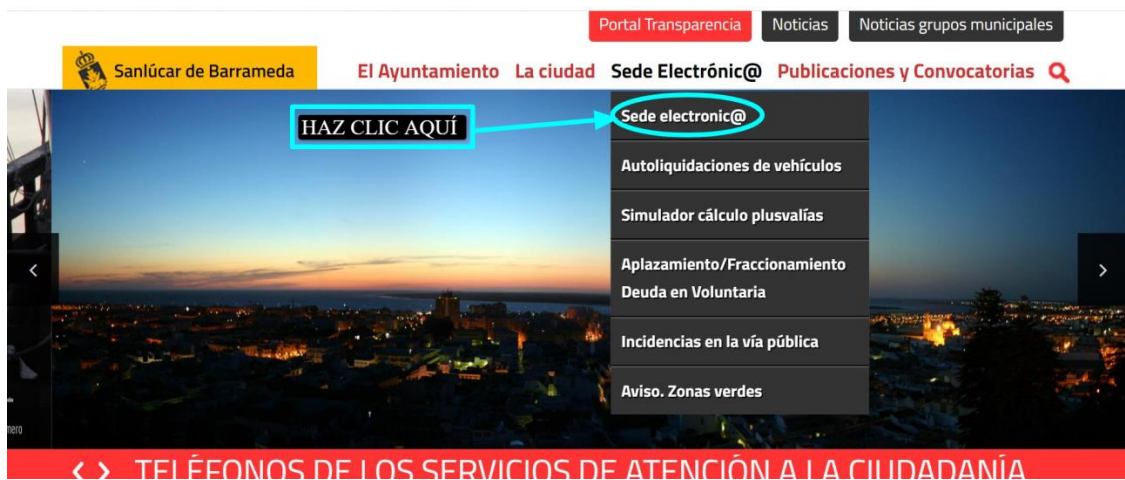 Portal Transparencia
Noticias
Noticias grupos municipales
Sanlúcar de Barrameda
El Ayuntamiento
La ciudad
Sede Electrónic@
Publicaciones y Convocatorias
HAZ CLIC AQUÍ
Sede electronic@
Autoliquidaciones de vehículos
Simulador cálculo plusvalías
Aplazamiento/Fraccionamiento
Deuda en Voluntaria
Incidencias en la vía pública
Aviso. Zonas verdes
TELÉFONOS DE LOS SERVICIOS DE ATENCIÓN A LA CIUDADANÍA